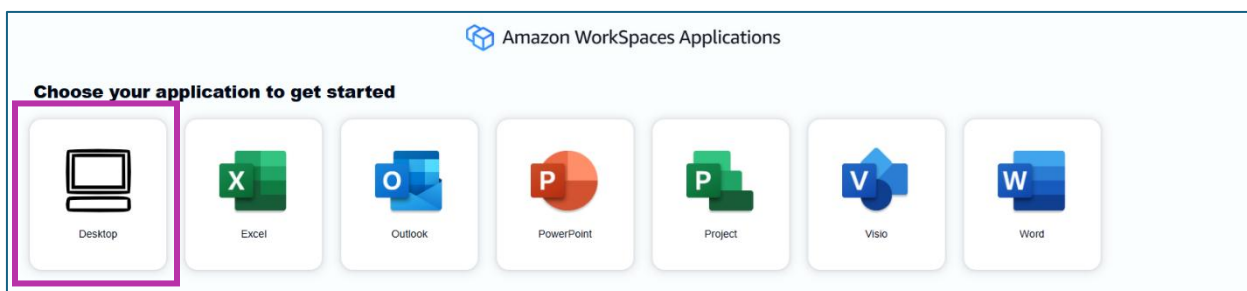 Amazon WorkSpaces Applications
Choose your application to get started
Desktop
Excel
Outlook
PowerPoint
Project
Visio
Word